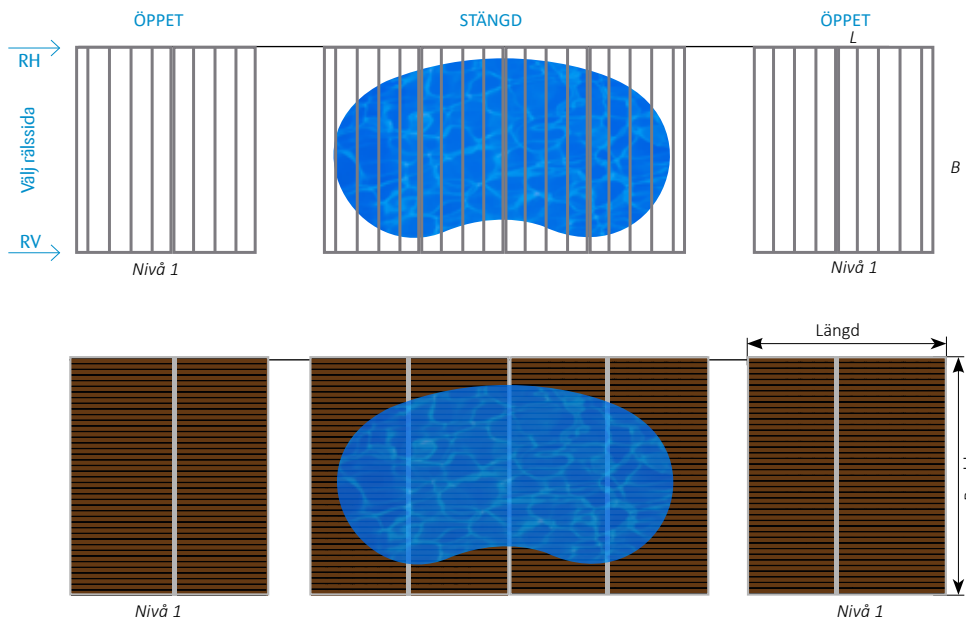 ÖPPET
STÄNGD
ÖPPET
L
RH
Välj rälssida
B
RV
Nivå 1
Nivå 1
Längd
Nivå 1
Nivå 1